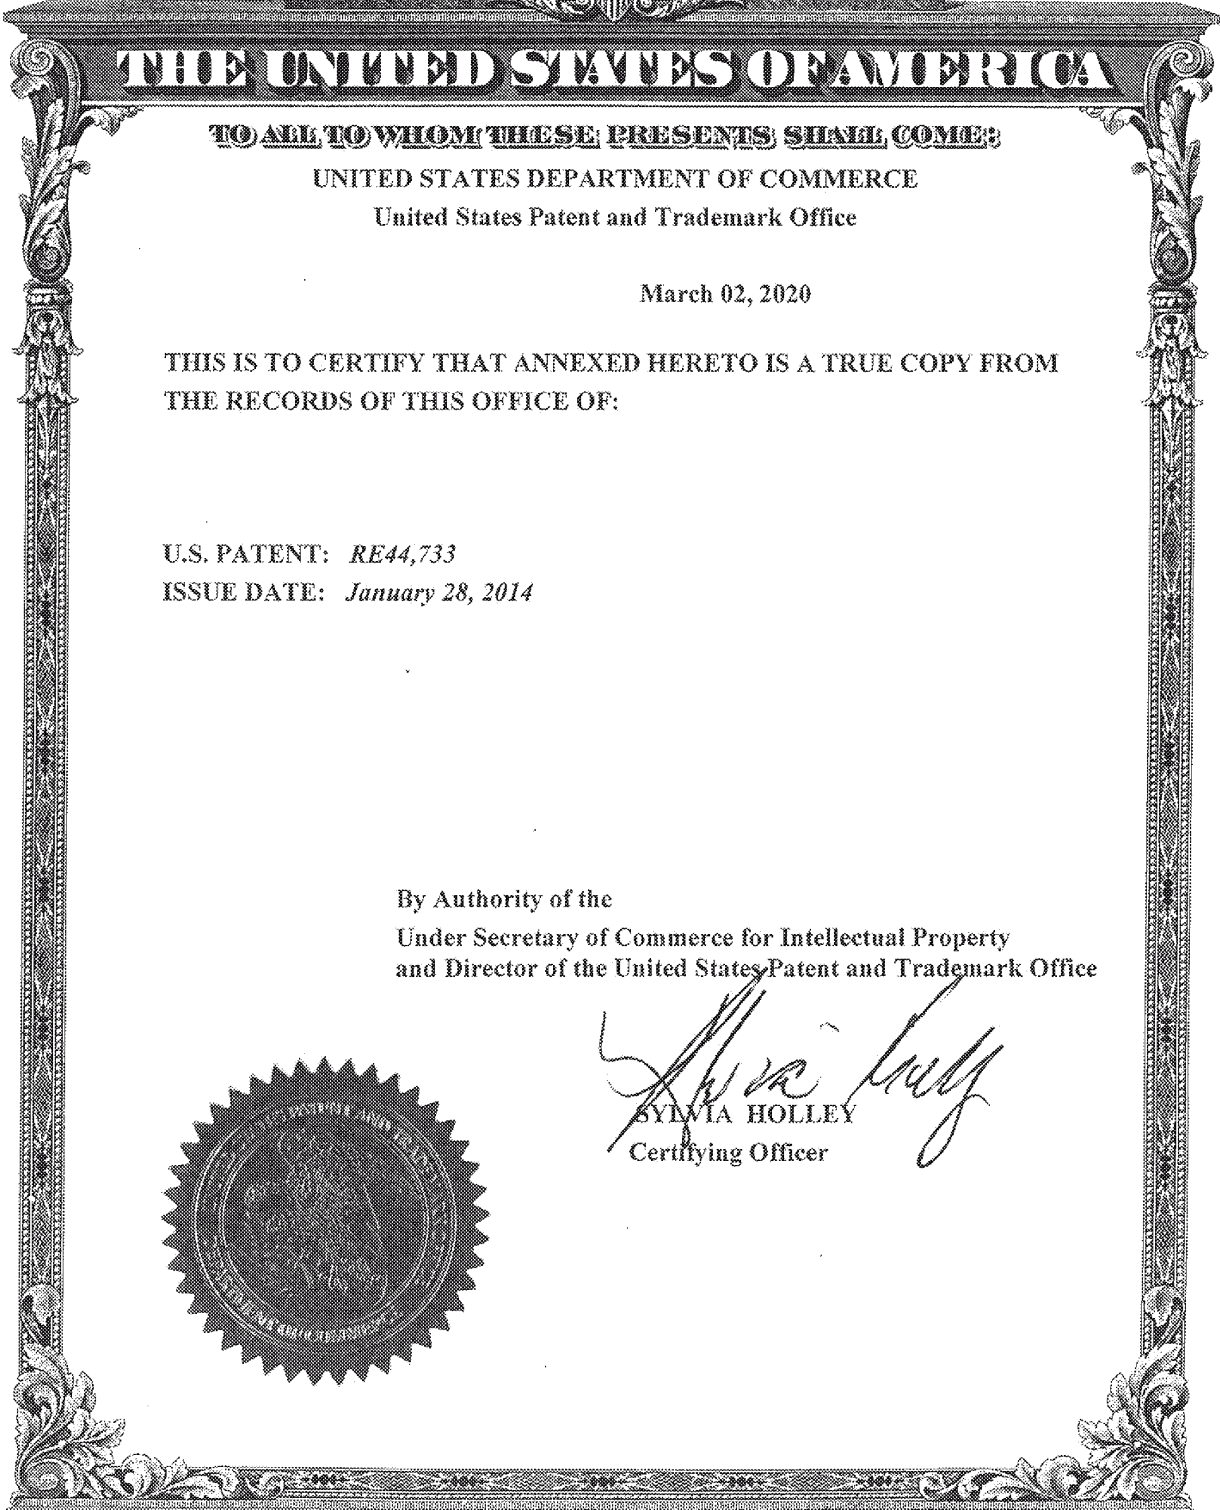 THE UNITED STATES OF AMERICA
TO ALL TO WHOM THESE PRESENTS SHALL COME:
UNITED STATES DEPARTMENT OF COMMERCE
United States Patent and Trademark Office
March 02, 2020
THIS IS TO CERTIFY THAT ANNEXED HERETO IS A TRUE COPY FROM
THE RECORDS OF THIS OFFICE OF:
U.S. PATENT: RE44,733
ISSUE DATE: January 28, 2014
By Authority of the
Under Secretary of Commerce for Intellectual Property
and Director of the United States Patent and Trademark Office
SYLVIA HOLLEY
Certifying Officer